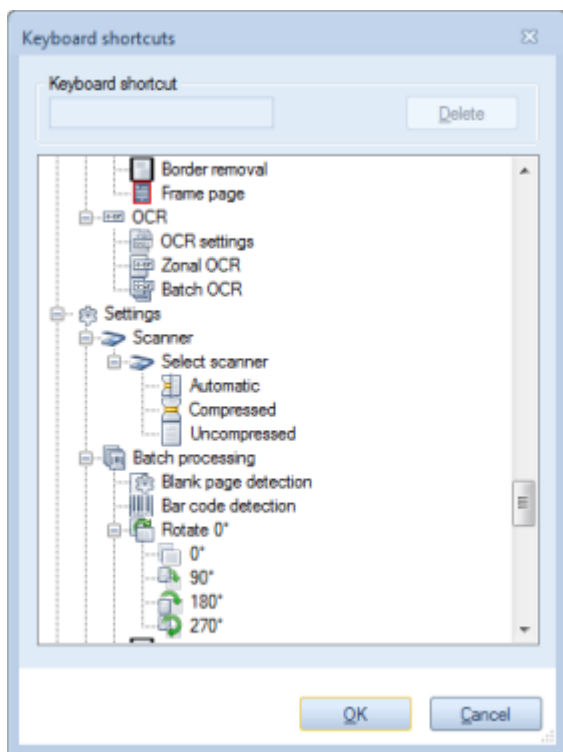 Keyboard shortcuts
Keyboard shortcut
Delete
Border removal
Frame page
OCR
OCR settings
Zonal OCR
Batch OCR
Settings
Scanner
Select scanner
Automatic
Compressed
Uncompressed
Batch processing
Blank page detection
Bar code detection
Rotate 0°
0°
90°
180°
270°
OK
Cancel